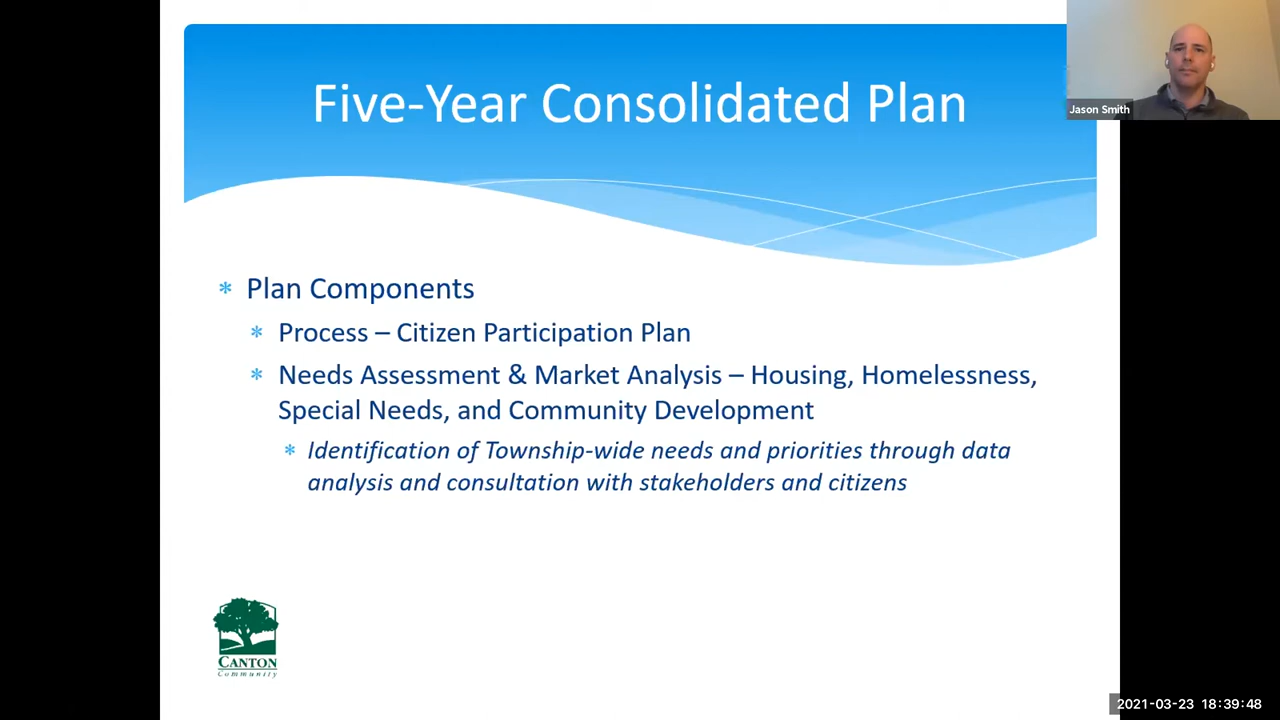 Five-Year Consolidated Plan
Jason Smith
* Plan Components
* Process – Citizen Participation Plan
* Needs Assessment & Market Analysis – Housing, Homelessness,
Special Needs, and Community Development
* Identification of Township-wide needs and priorities through data
analysis and consultation with stakeholders and citizens
CANTON
Community
2021-03-23 18:39:48